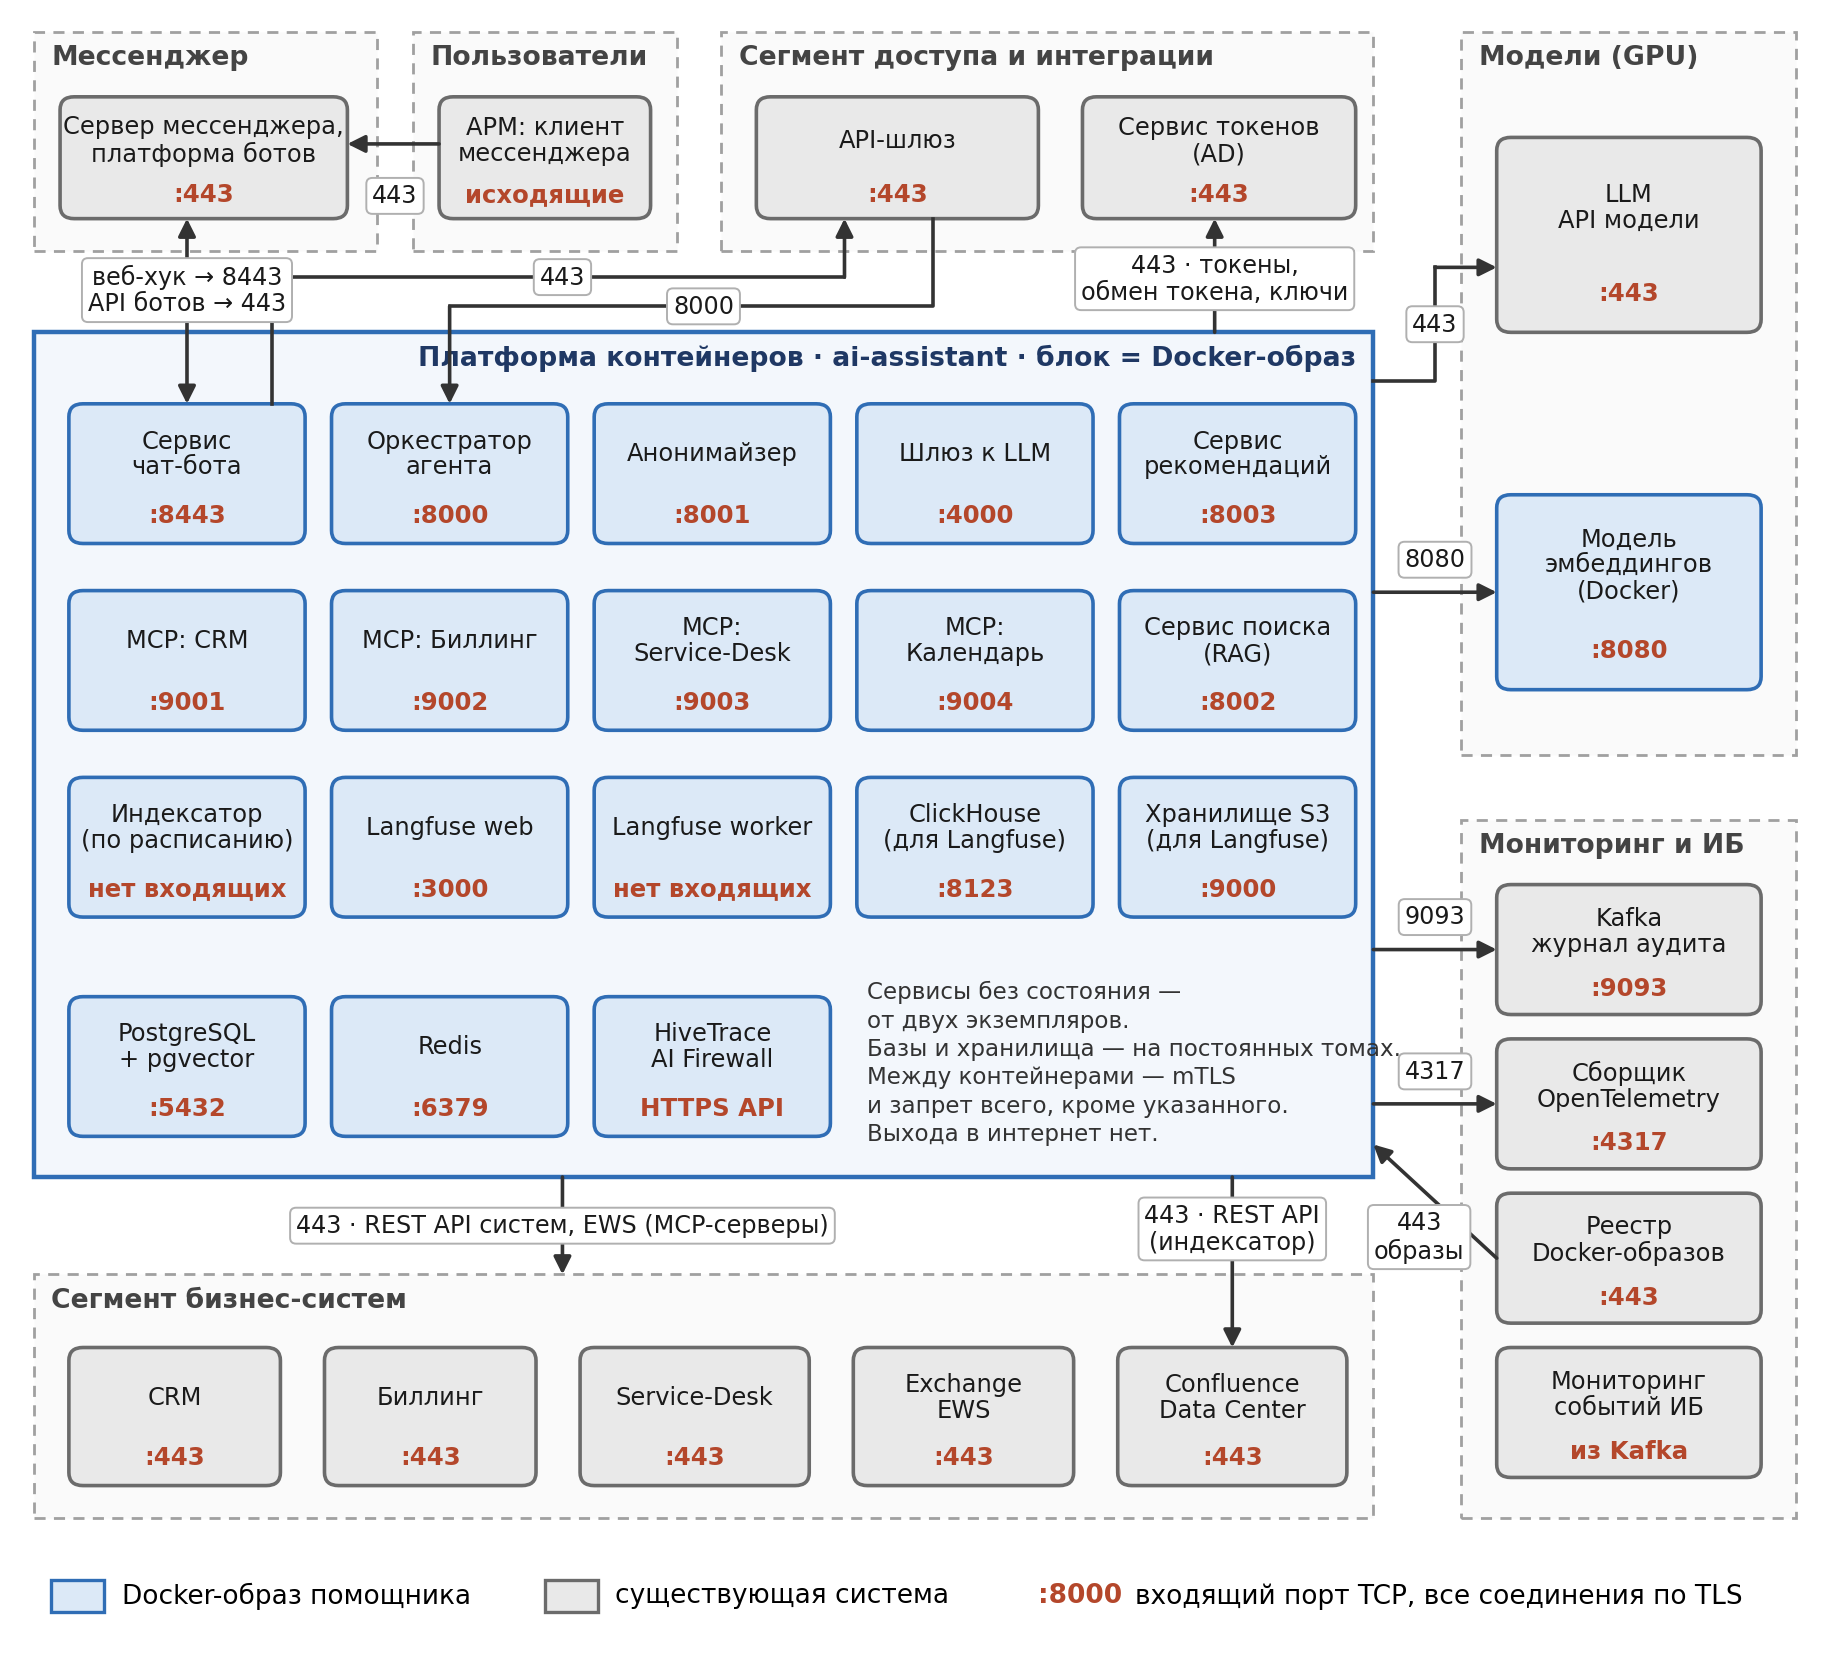 Мессенджер
Сервер мессенджера,
платформа ботов
:443
443
Пользователи
АРМ: клиент
мессенджера
исходящие
Сегмент доступа и интеграции
API-шлюз
:443
Сервис токенов
(AD)
:443
Модели (GPU)
LLM
API модели
:443
веб-хук → 8443
API ботов → 443
443
8000
443 · токены,
обмен токена, ключи
443
Платформа контейнеров · ai-assistant · блок = Docker-образ
Сервис
чат-бота
:8443
Оркестратор
агента
:8000
Анонимайзер
:8001
Шлюз к LLM
:4000
Сервис
рекомендаций
:8003
8080
Модель
эмбеддингов
(Docker)
:8080
MCP: CRM
:9001
MCP: Биллинг
:9002
MCP:
Service-Desk
:9003
MCP:
Календарь
:9004
Сервис поиска
(RAG)
:8002
Индексатор
(по расписанию)
нет входящих
Langfuse web
:3000
Langfuse worker
нет входящих
ClickHouse
(для Langfuse)
:8123
Хранилище S3
(для Langfuse)
:9000
Мониторинг и ИБ
9093
Kafka
журнал аудита
:9093
PostgreSQL
+ pgvector
:5432
Redis
:6379
HiveTrace
AI Firewall
HTTPS API
Сервисы без состояния —
от двух экземпляров.
Базы и хранилища — на постоянных томах.
Между контейнерами — mTLS
и запрет всего, кроме указанного.
Выхода в интернет нет.
4317
Сборщик
OpenTelemetry
:4317
443 · REST API систем, EWS (MCP-серверы)
443 · REST API
(индексатор)
443
образы
Реестр
Docker-образов
:443
Сегмент бизнес-систем
CRM
:443
Биллинг
:443
Service-Desk
:443
Exchange
EWS
:443
Confluence
Data Center
:443
Мониторинг
событий ИБ
из Kafka
Docker-образ помощника
существующая система
:8000 входящий порт TCP, все соединения по TLS